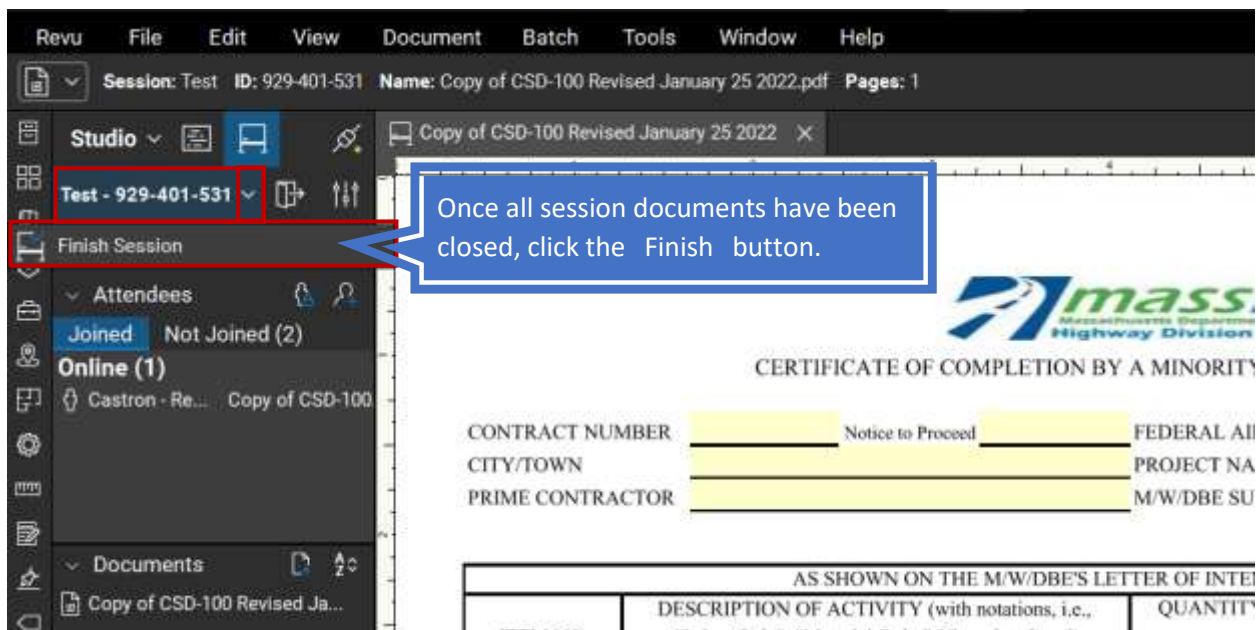 Revu File Edit View Document Batch Tools Window Help
Session: Test ID: 929-401-531 Name: Copy of CSD-100 Revised January 25 2022.pdf Pages: 1
Studio
Copy of CSD-100 Revised January 25 2022
Test - 929-401-531
Finish Session
Once all session documents have been
closed, click the Finish button.
Attendees
Joined Not Joined (2)
Online (1)
Castron - Re... Copy of CSD-100
Documents
Copy of CSD-100 Revised Ja...
mass
Highway Division
CERTIFICATE OF COMPLETION BY A MINORITY
CONTRACT NUMBER Notice to Proceed FEDERAL AI
CITY/TOWN PROJECT NA
PRIME CONTRACTOR M/W/DBE SU
AS SHOWN ON THE M/W/DBE'S LETTER OF INTE
DESCRIPTION OF ACTIVITY (with notations, i.e., QUANTITY